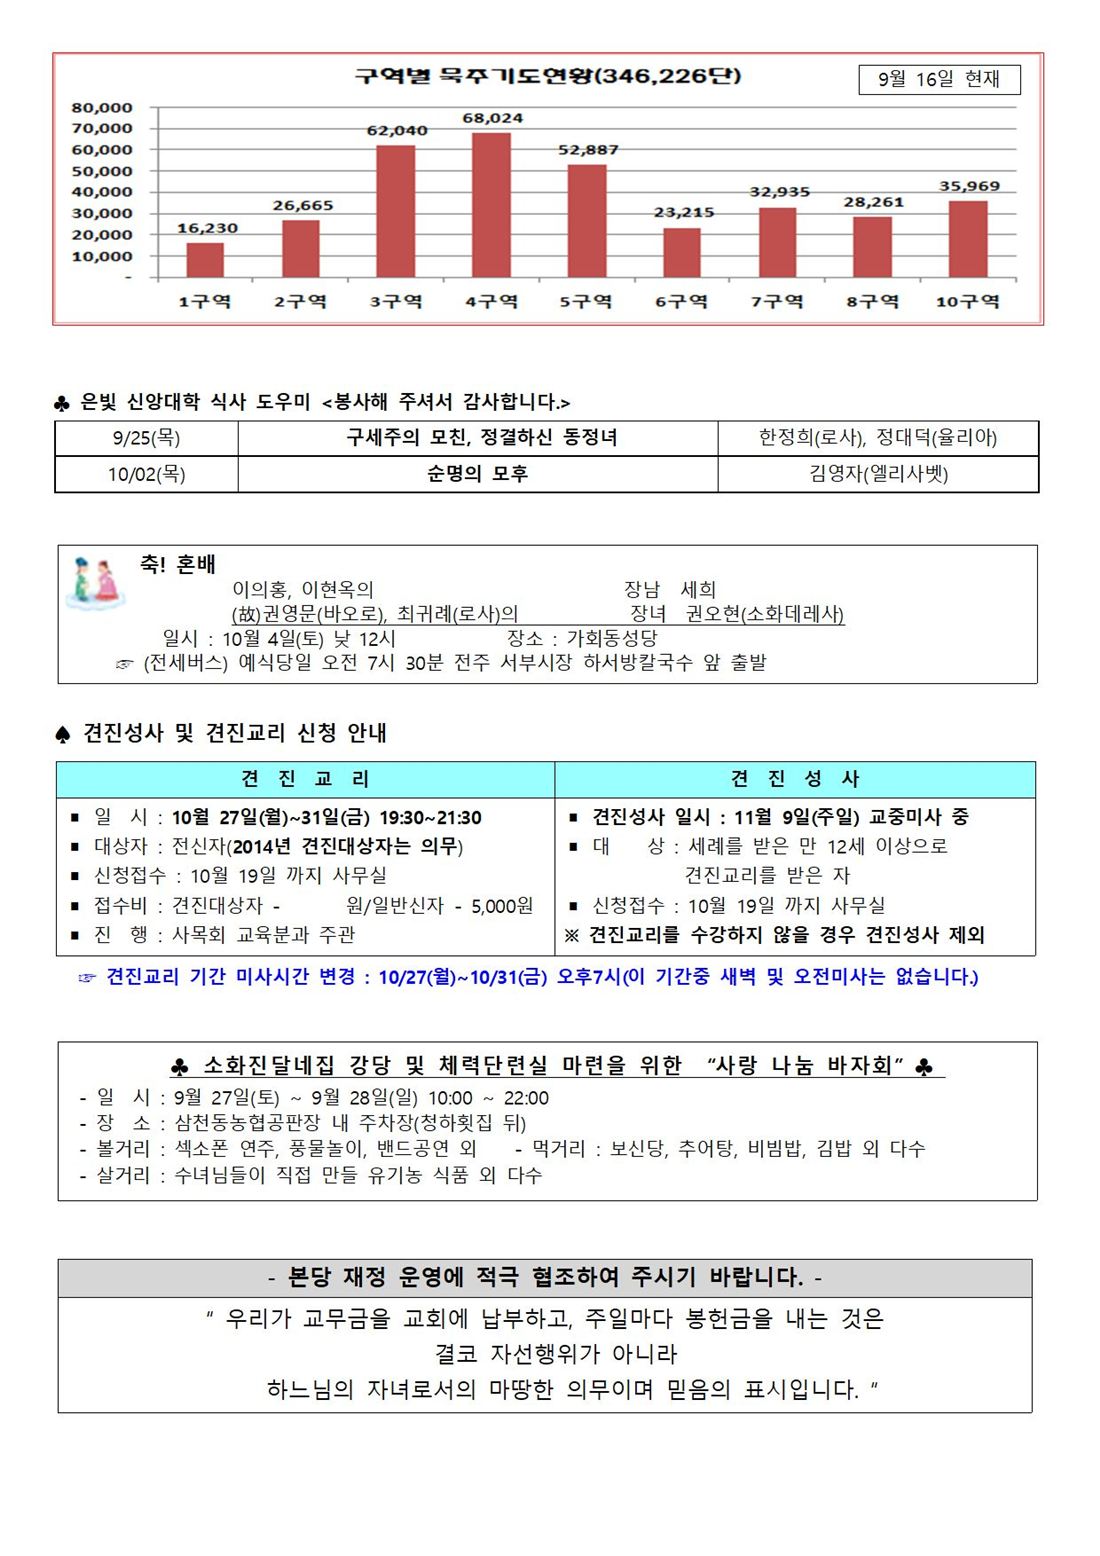 구역별 묵주기도현황(346,226단)
9월 16일 현재
80,000
70,000
60,000
50,000
40,000
30,000
20,000
10,000
-
16,230
26,665
62,040
68,024
52,887
23,215
32,935
28,261
35,969
1구역 2구역 3구역 4구역 5구역 6구역 7구역 8구역 10구역
♣ 은빛 신앙대학 식사 도우미 <봉사해 주셔서 감사합니다.>
9/25(목) 구세주의 모친, 정결하신 동정녀 한정희(로사), 정대덕(율리아)
10/02(목) 순명의 모후 김영자(엘리사벳)
축! 혼배
이의홍, 이현옥의 장남 세희
(故)권영문(바오로), 최귀례(로사)의 장녀 권오현(소화데레사)
일시 : 10월 4일(토) 낮 12시 장소 : 가회동성당
☞ (전세버스) 예식당일 오전 7시 30분 전주 서부시장 하서방칼국수 앞 출발
♠ 견진성사 및 견진교리 신청 안내
견 진 교 리
■ 일 시 : 10월 27일(월)~31일(금) 19:30~21:30
■ 대상자 : 전신자(2014년 견진대상자는 의무)
■ 신청접수 : 10월 19일 까지 사무실
■ 접수비 : 견진대상자 - 원/일반신자 - 5,000원
■ 진 행 : 사목회 교육분과 주관
견 진 성 사
■ 견진성사 일시 : 11월 9일(주일) 교중미사 중
■ 대 상 : 세례를 받은 만 12세 이상으로
견진교리를 받은 자
■ 신청접수 : 10월 19일 까지 사무실
※ 견진교리를 수강하지 않을 경우 견진성사 제외
☞ 견진교리 기간 미사시간 변경 : 10/27(월)~10/31(금) 오후7시(이 기간중 새벽 및 오전미사는 없습니다.)
♣ 소화진달네집 강당 및 체력단련실 마련을 위한 “사랑 나눔 바자회” ♣
- 일 시 : 9월 27일(토) ~ 9월 28일(일) 10:00 ~ 22:00
- 장 소 : 삼천동농협공판장 내 주차장(청하횟집 뒤)
- 볼거리 : 섹소폰 연주, 풍물놀이, 밴드공연 외 - 먹거리 : 보신당, 추어탕, 비빔밥, 김밥 외 다수
- 살거리 : 수녀님들이 직접 만들 유기농 식품 외 다수
- 본당 재정 운영에 적극 협조하여 주시기 바랍니다. -
“ 우리가 교무금을 교회에 납부하고, 주일마다 봉헌금을 내는 것은
결코 자선행위가 아니라
하느님의 자녀로서의 마땅한 의무이며 믿음의 표시입니다. “